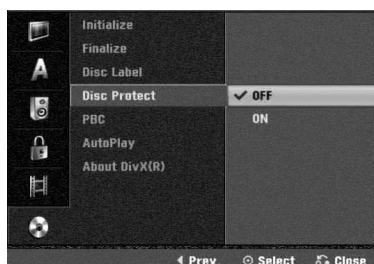 Initialize
Finalize
Disc Label
Disc Protect
✔ OFF
PBC
ON
AutoPlay
About DivX(R)
A
Prev. Select Close